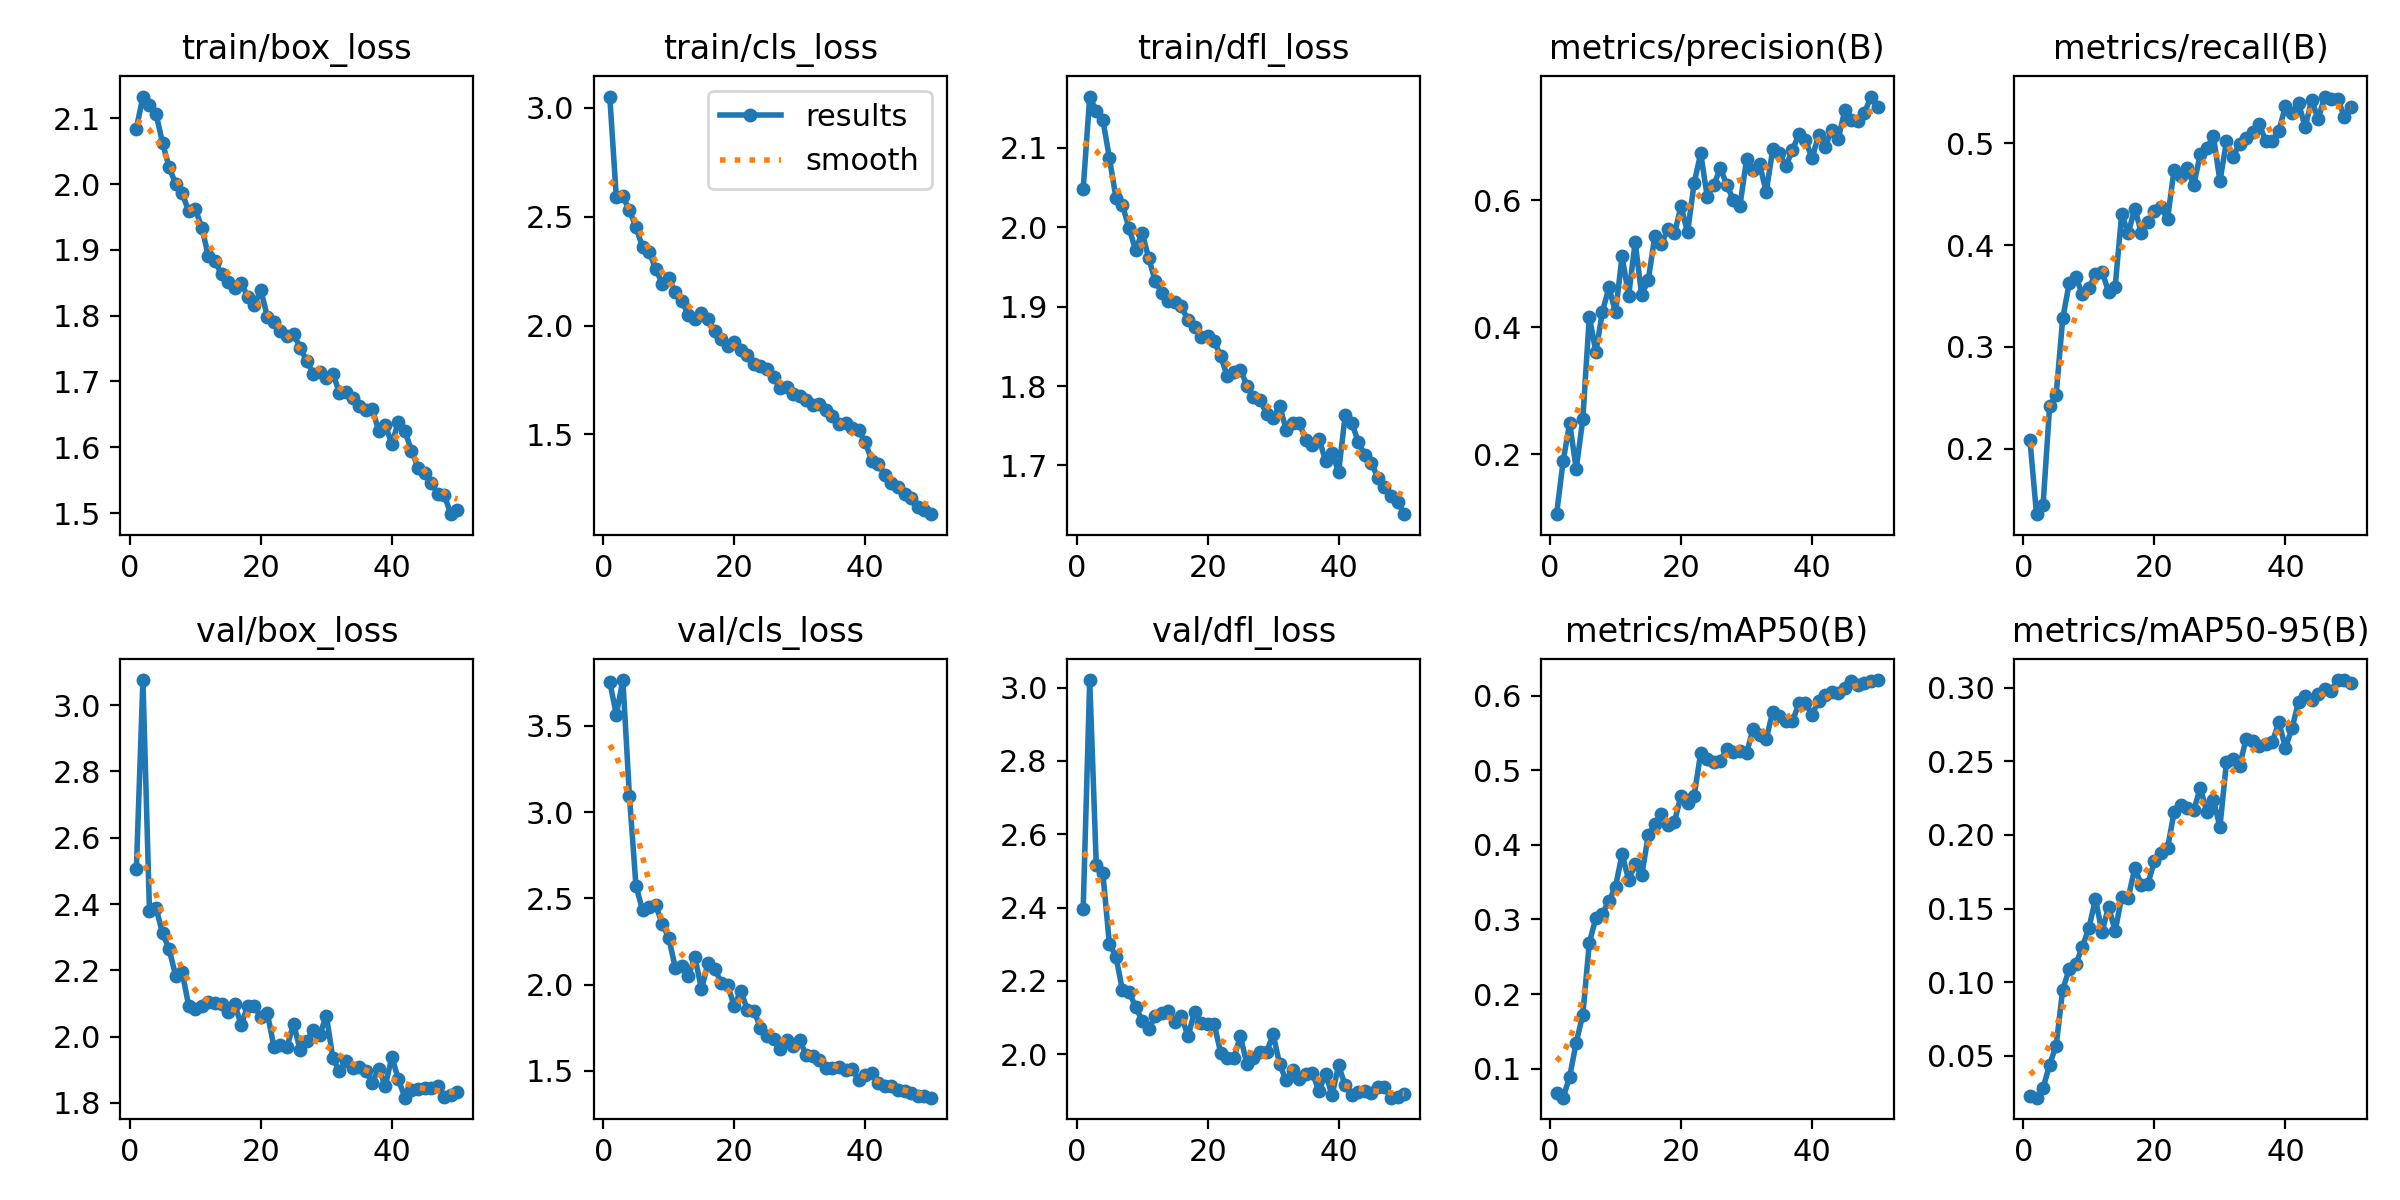 train/box_loss
train/cls_loss
train/dfl_loss
metrics/precision(B)
metrics/recall(B)
2.1
2.0
1.9
1.8
1.7
1.6
1.5
0 20 40
3.0
2.5
2.0
1.5
results
smooth
0 20 40
2.1
2.0
1.9
1.8
1.7
0 20 40
0.6
0.4
0.2
0 20 40
0.5
0.4
0.3
0.2
0 20 40
val/box_loss
val/cls_loss
val/dfl_loss
metrics/mAP50(B)
metrics/mAP50-95(B)
3.0
2.8
2.6
2.4
2.2
2.0
1.8
0 20 40
3.5
3.0
2.5
2.0
1.5
0 20 40
3.0
2.8
2.6
2.4
2.2
2.0
0 20 40
0.6
0.5
0.4
0.3
0.2
0.1
0 20 40
0.30
0.25
0.20
0.15
0.10
0.05
0 20 40